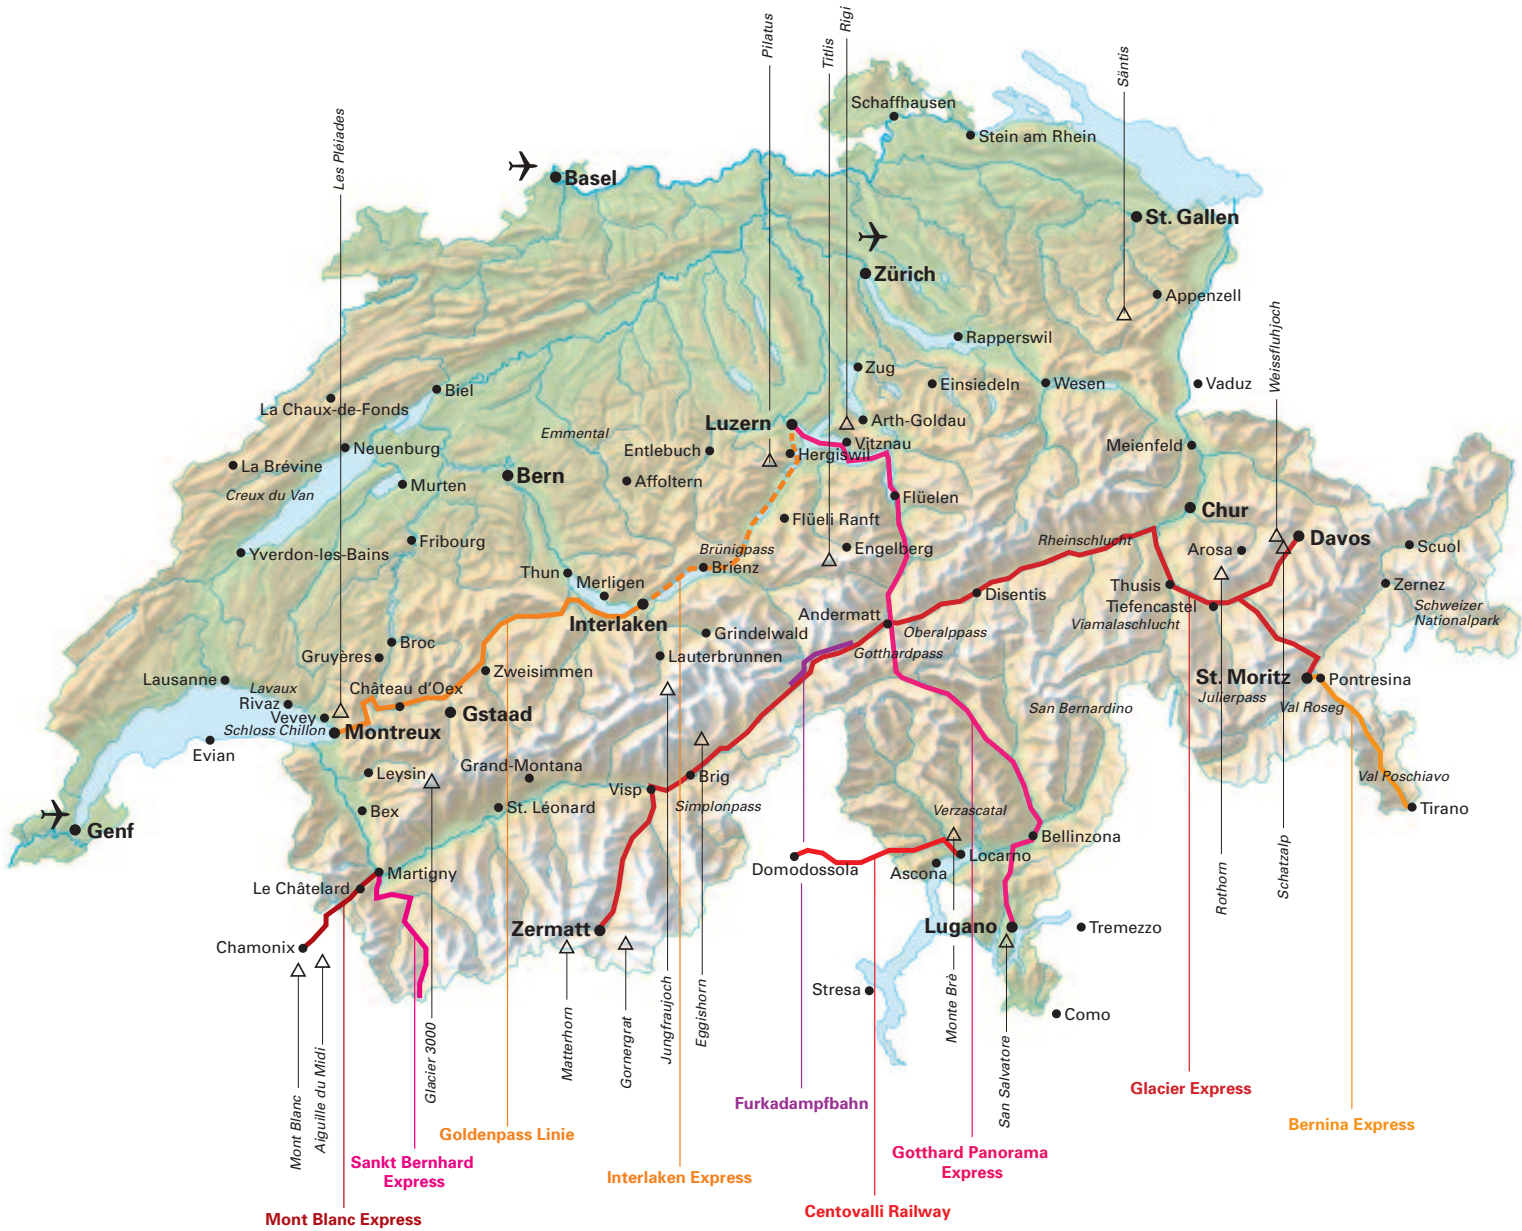 Pilatus
Titlis
Rigi
Säntis
Les Pléiades
Weissfluhjoch
Schaffhausen
Stein am Rhein
Basel
St. Gallen
Zürich
Appenzell
Rapperswil
Zug
Einsiedeln
Wesen
Vaduz
Biel
La Chaux-de-Fonds
Luzern
Arth-Goldau
Emmental
Vitznau
Neuenburg
Entlebuch
Hergiswil
Meienfeld
La Brévine
Bern
Affoltern
Murten
Creux du Van
Flüelen
Chur
Flüeli Ranft
Fribourg
Rheinschlucht
Davos
Yverdon-les-Bains
Brünigpass
Engelberg
Arosa
Scuol
Brienz
Thun
Merligen
Disentis
Thusis
Zernez
Tiefencastel
Schweizer
Nationalpark
Andermatt
Interlaken
Viamalaschlucht
Oberalppass
Grindelwald
Broc
Gotthardpass
Gruyères
Lauterbrunnen
Zweisimmen
Lausanne
St. Moritz
Pontresina
Lavaux
Château d'Oex
Julierpass
Rivaz
San Bernardino
Val Roseg
Vevey
Gstaad
Schloss Chillon
Montreux
Evian
Grand-Montana
Leysin
Brig
Val Poschiavo
Visp
Simplonpass
Bex
St. Léonard
Verzascatal
Tirano
Genf
Bellinzona
Locarno
Domodossola
Ascona
Martigny
Le Châtelard
Rothorn
Schatzalp
Zermatt
Lugano
Tremezzo
Chamonix
Stresa
Como
Mont Blanc
Aiguille du Midi
Glacier 3000
Matterhorn
Gornergrat
Jungfraujoch
Eggishorn
Monte Brè
San Salvatore
Glacier Express
Furkadampfbahn
Bernina Express
Goldenpass Linie
Gotthard Panorama
Express
Sankt Bernhard
Express
Interlaken Express
Centovalli Railway
Mont Blanc Express